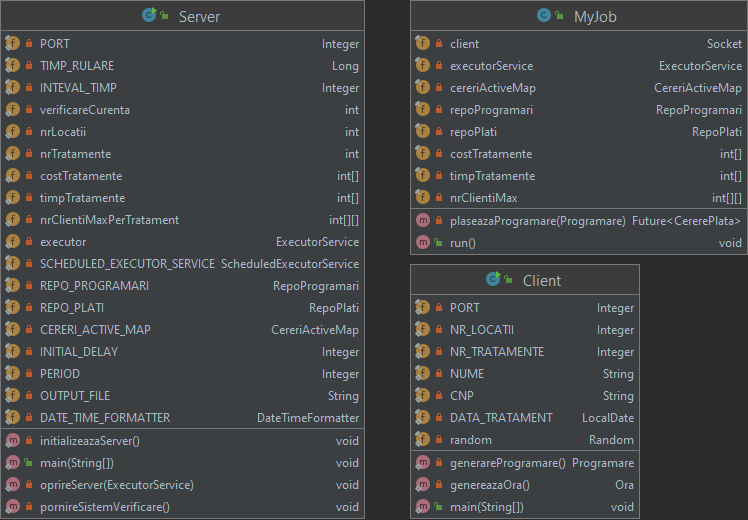 Server
PORT Integer
TIMP_RULARE Long
INTEVAL_TIMP Integer
verificareCurenta int
nrLocatii int
nrTratamente int
costTratamente int[]
timpTratamente int[]
nrClientiMaxPerTratament int[][]
executor ExecutorService
SCHEDULED_EXECUTOR_SERVICE ScheduledExecutorService
REPO_PROGRAMARI RepoProgramari
REPO_PLATI RepoPlati
CERERI_ACTIVE_MAP CereriActiveMap
INITIAL_DELAY Integer
PERIOD Integer
OUTPUT_FILE String
DATE_TIME_FORMATTER DateTimeFormatter
initializeazaServer() void
main(String[]) void
oprireServer(ExecutorService) void
pornireSistemVerificare() void
MyJob
client Socket
executorService ExecutorService
cereriActiveMap CereriActiveMap
repoProgramari RepoProgramari
repoPlati RepoPlati
costTratamente int[]
timpTratamente int[]
nrClientiMax int[][]
plaseazaProgramare(Programare) Future<CererePlata>
run() void
Client
PORT Integer
NR_LOCATII Integer
NR_TRATAMENTE Integer
NUME String
CNP String
DATA_TRATAMENT LocalDate
random Random
generareProgramare() Programare
genereazaOra() Ora
main(String[]) void